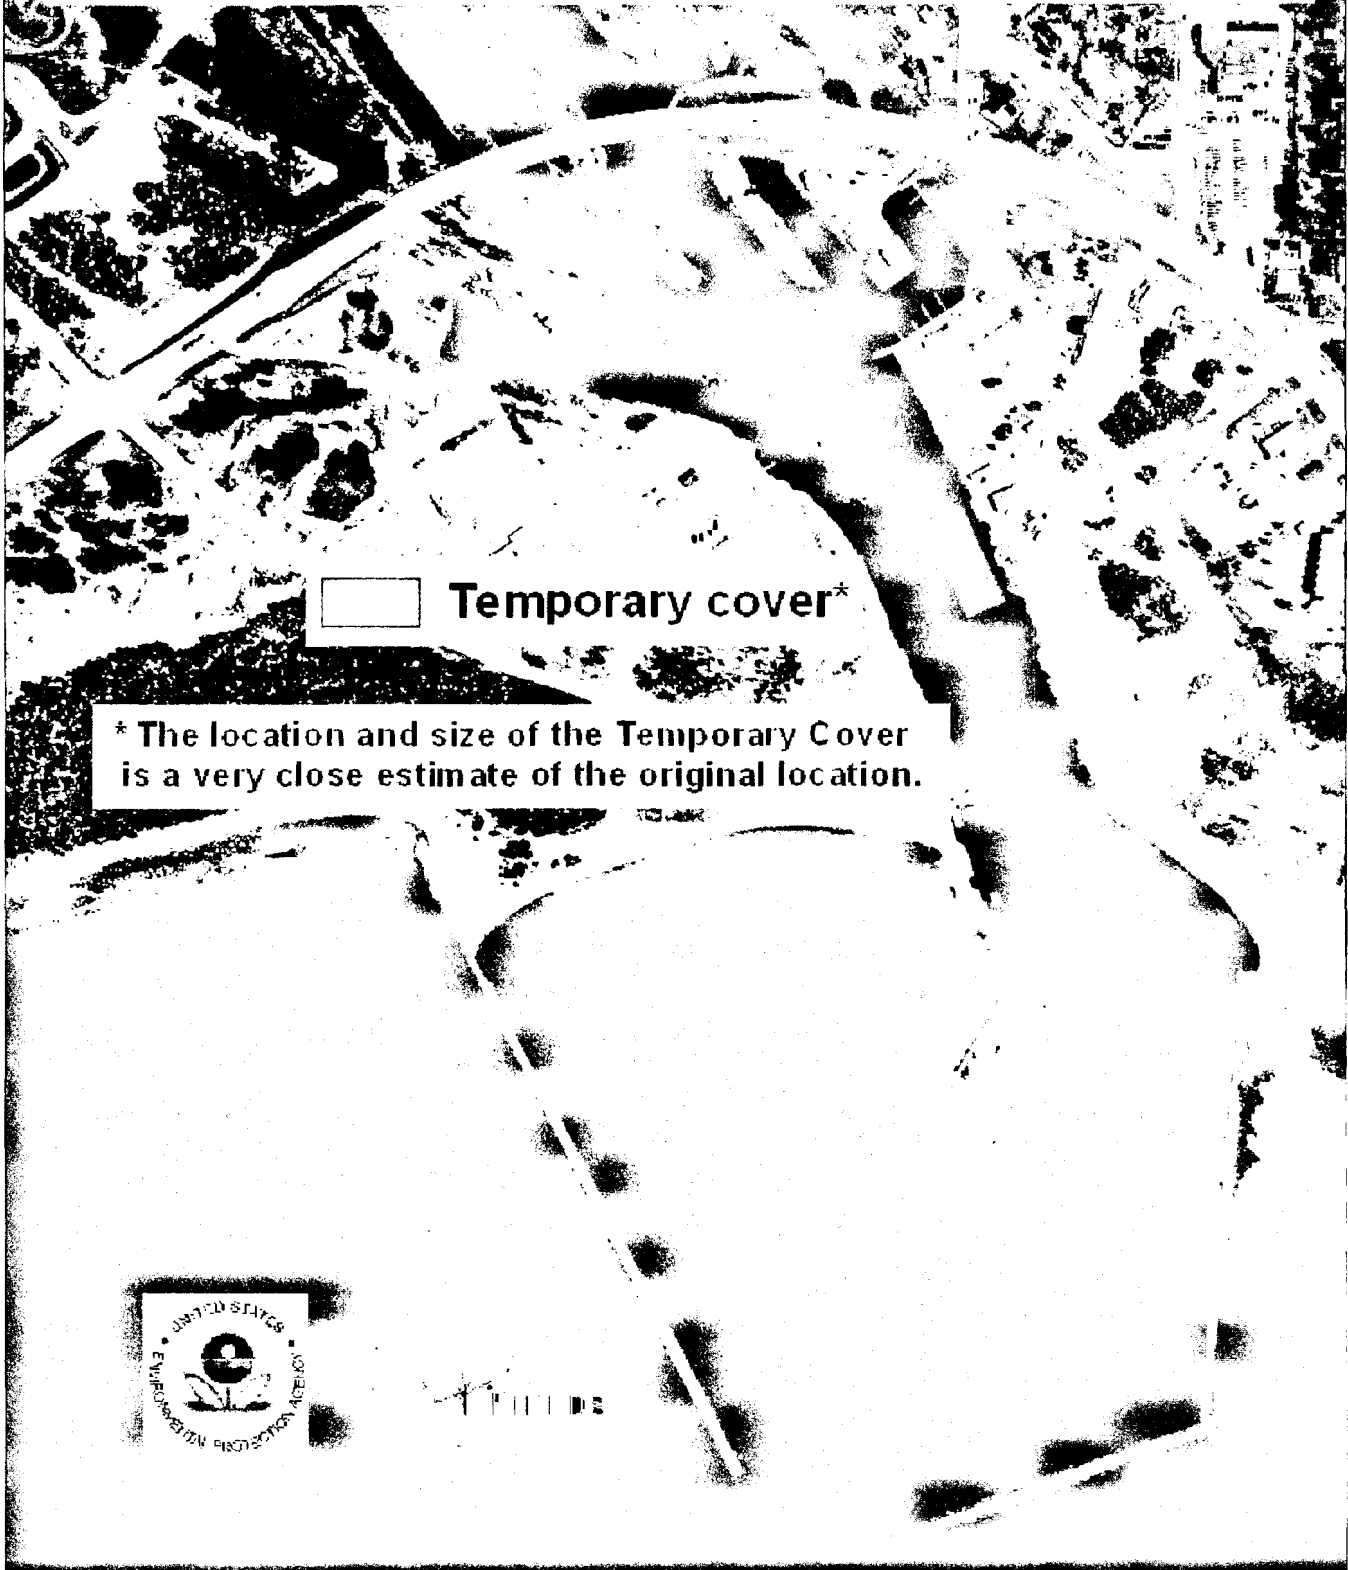 Temporary cover*
* The location and size of the Temporary Cover
is a very close estimate of the original location.
UNITED STATES
ENVIRONMENTAL PROTECTION AGENCY